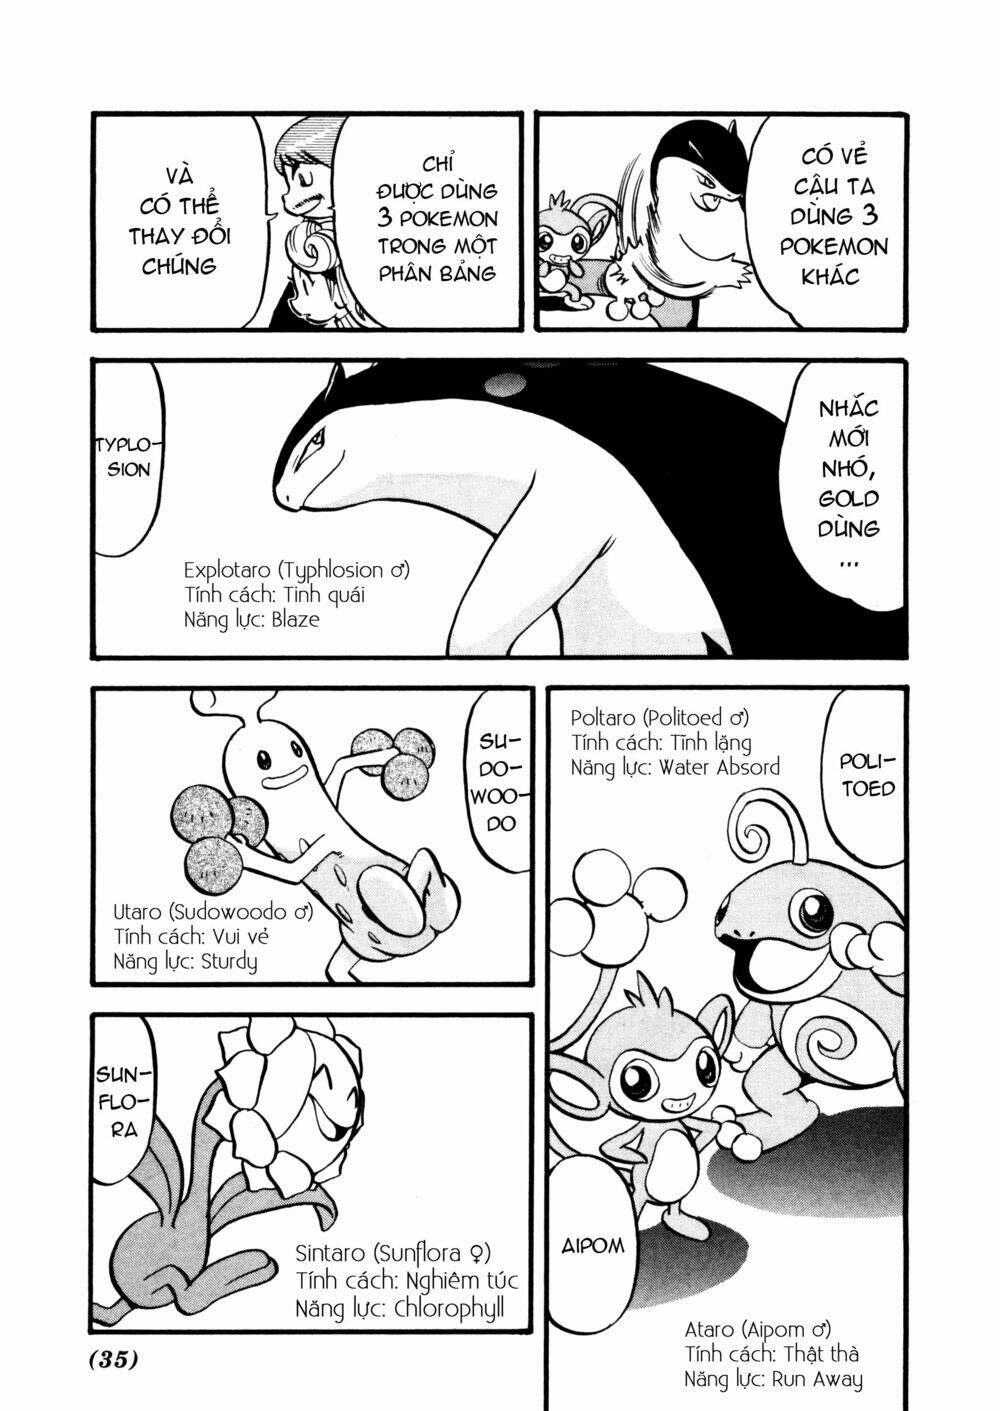 CÓ VẺ
CẬU TA
DÙNG 3
POKEMON
KHÁC
CHỈ
ĐƯỢC DÙNG
3 POKEMON
TRONG MỘT
PHÂN BẢNG
VÀ
CÓ THỂ
THAY ĐỔI
CHÚNG
NHẮC
MỚI
NHÓ,
GOLD
DÙNG
...
TYPLO-
SION
Explotaro (Typhlosion ♂)
Tính cách: Tinh quái
Năng lực: Blaze
POLI-
TOED
Poltaro (Politoed ♂)
Tính cách: Tĩnh lặng
Năng lực: Water Absord
AIPOM
Ataro (Aipom ♂)
Tính cách: Thật thà
Năng lực: Run Away
SU-
DO-
WOO-
DO
Utaro (Sudowoodo ♂)
Tính cách: Vui vẻ
Năng lực: Sturdy
SUN-
FLO-
RA
Sintaro (Sunflora ♀)
Tính cách: Nghiêm túc
Năng lực: Chlorophyll
(35)